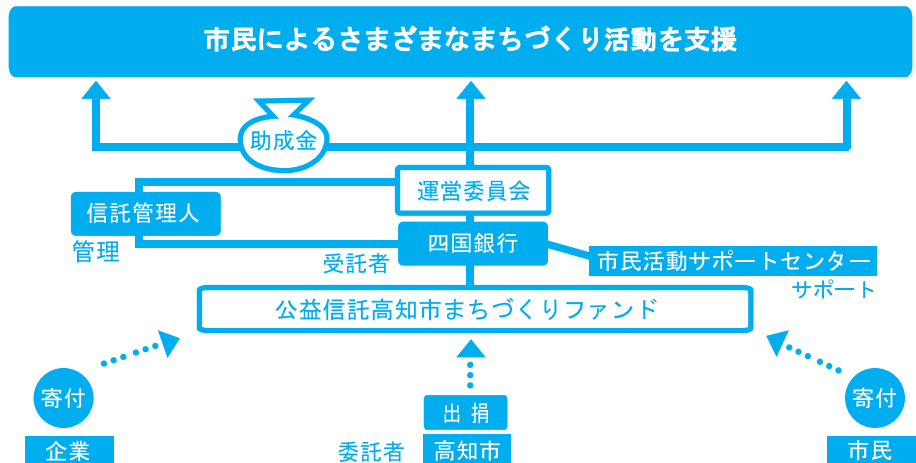 市民によるさまざまなまちづくり活動を支援
助成金
運営委員会
信託管理人
管理
四国銀行
受託者
市民活動サポートセンター
サポート
公益信託高知市まちづくりファンド
寄付
企業
出捐
委託者
高知市
寄付
市民